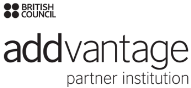 BRITISH
COUNCIL
addvantage
partner institution